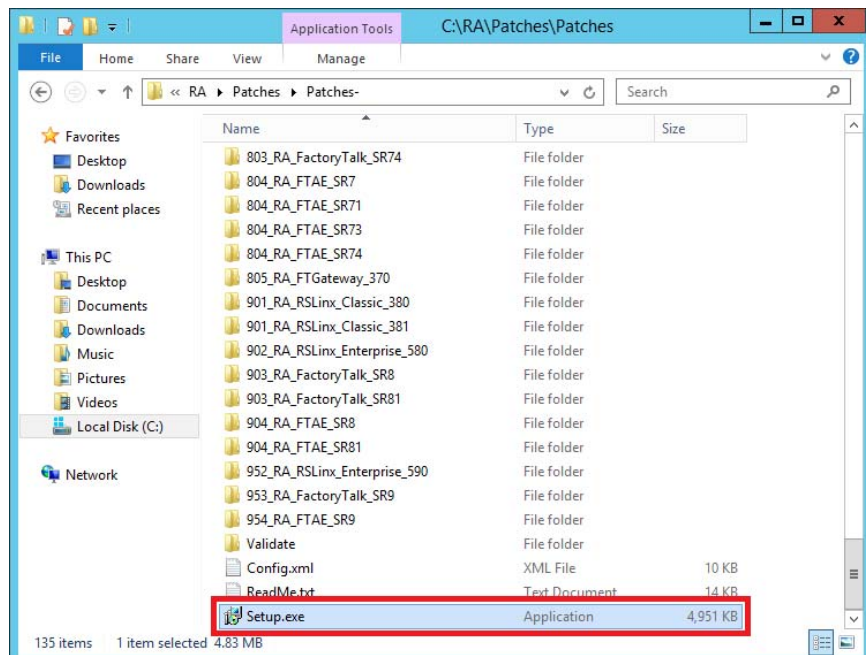 Application Tools
C:\RA\Patches\Patches
File Home Share View Manage
« RA Patches Patches-
Search
Favorites
Desktop
Downloads
Recent places
This PC
Desktop
Documents
Downloads
Music
Pictures
Videos
Local Disk (C:)
Network
Name Type Size
803_RA_FactoryTalk_SR74 File folder
804_RA_FTAE_SR7 File folder
804_RA_FTAE_SR71 File folder
804_RA_FTAE_SR73 File folder
804_RA_FTAE_SR74 File folder
805_RA_FTGateway_370 File folder
901_RA_RSLinx_Classic_380 File folder
901_RA_RSLinx_Classic_381 File folder
902_RA_RSLinx_Enterprise_580 File folder
903_RA_FactoryTalk_SR8 File folder
903_RA_FactoryTalk_SR81 File folder
904_RA_FTAE_SR8 File folder
904_RA_FTAE_SR81 File folder
952_RA_RSLinx_Enterprise_590 File folder
953_RA_FactoryTalk_SR9 File folder
954_RA_FTAE_SR9 File folder
Validate File folder
Config.xml XML File 10 KB
ReadMe.txt Text Document 14 KB
Setup.exe Application 4,951 KB
135 items 1 item selected 4.83 MB